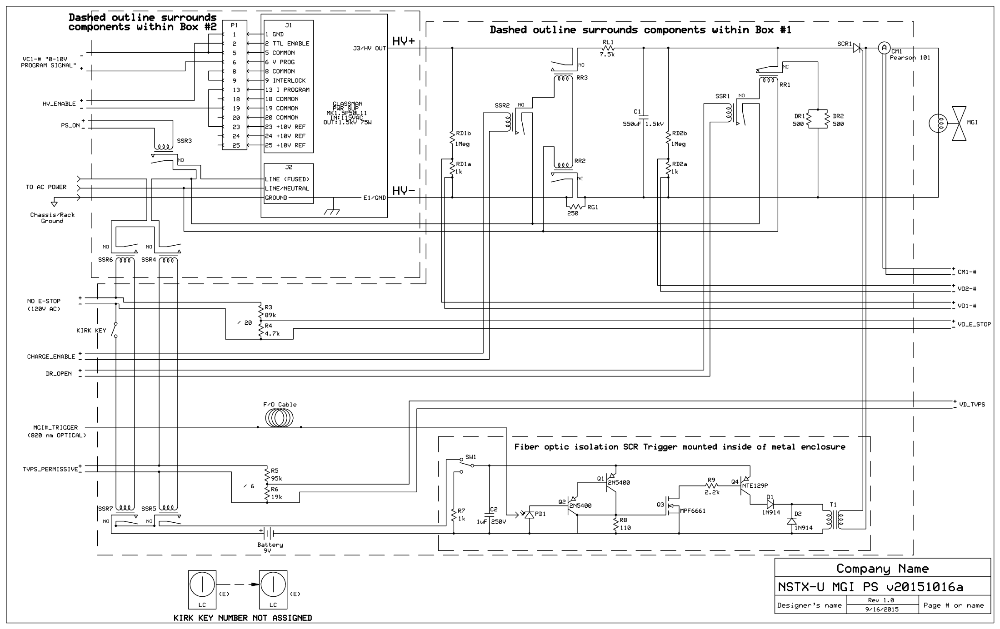 Dashed outline surrounds
components within Box #2
Dashed outline surrounds components within Box #1
P1
1
2
5
6
8
9
13
18
19
20
23
24
25
J1
1 GND
2 TTL ENABLE
5 COMMON
6 V PROG
8 COMMON
9 INTERLOCK
13 I PROGRAM
18 COMMON
19 COMMON
20 COMMON
23 +10V REF
24 +10V REF
25 +10V REF
J2
LINE (FUSED)
LINE/NEUTRAL
GROUND
J3/HV OUT
GLASSMAN
PWR SUP
MK1.5P50L11
IN:115VAC
OUT:1.5kV 75W
E1/GND
HV+
HV-
VC1-# "0-10V
PROGRAM SIGNAL"
-
+
HV_ENABLE
+
-
PS_ON
+
-
SSR3
NO
TO AC POWER
Chassis/Rack
Ground
NO
NO
SSR6
SSR4
RL1
7.5k
NO
RR3
SSR2
NO
RD1b
1Meg
RD1a
1k
RR2
NO
RG1
250
C1
550uF 1.5kV
RD2b
1Meg
RD2a
1k
SSR1
NO
NC
RR1
DR1
500
DR2
500
SCR1
A
CM1
Pearson 101
MGI
+
-
CM1-#
+
-
VD2-#
+
-
VD1-#
+
-
VD_E_STOP
NO E-STOP
(120V AC)
+
-
R3
89k
/ 20
R4
4.7k
KIRK KEY
CHARGE_ENABLE
+
-
DR_OPEN
+
-
+
-
VD_TVPS
F/O Cable
MGI#_TRIGGER
(820 nm OPTICAL)
TVPS_PERMISSIVE
+
-
R5
95k
/ 6
R6
19k
SSR7
SSR5
NO
NO
+
Battery
9V
Fiber optic isolation SCR Trigger mounted inside of metal enclosure
SW1
R7
1k
C2
1uF 250V
PD1
Q2
2N5400
Q1
2N5400
R8
110
Q3
MPF6661
R9
2.2k
Q4
NTE129P
D1
1N914
D2
1N914
T1
(E)
LC
(E)
LC
KIRK KEY NUMBER NOT ASSIGNED
Company Name
NSTX-U MGI PS v20151016a
Designer's name
Rev 1.0
9/16/2015
Page # or name